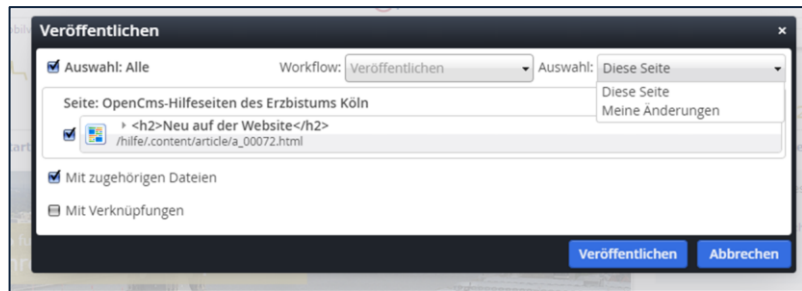 Veröffentlichen
Auswahl: Alle Workflow: Veröffentlichen Auswahl: Diese Seite
Diese Seite
Meine Änderungen
Seite: OpenCms-Hilfeseiten des Erzbistums Köln
<h2>Neu auf der Website</h2>
/hilfe/.content/article/a_00072.html
Mit zugehörigen Dateien
Mit Verknüpfungen
Veröffentlichen Abbrechen